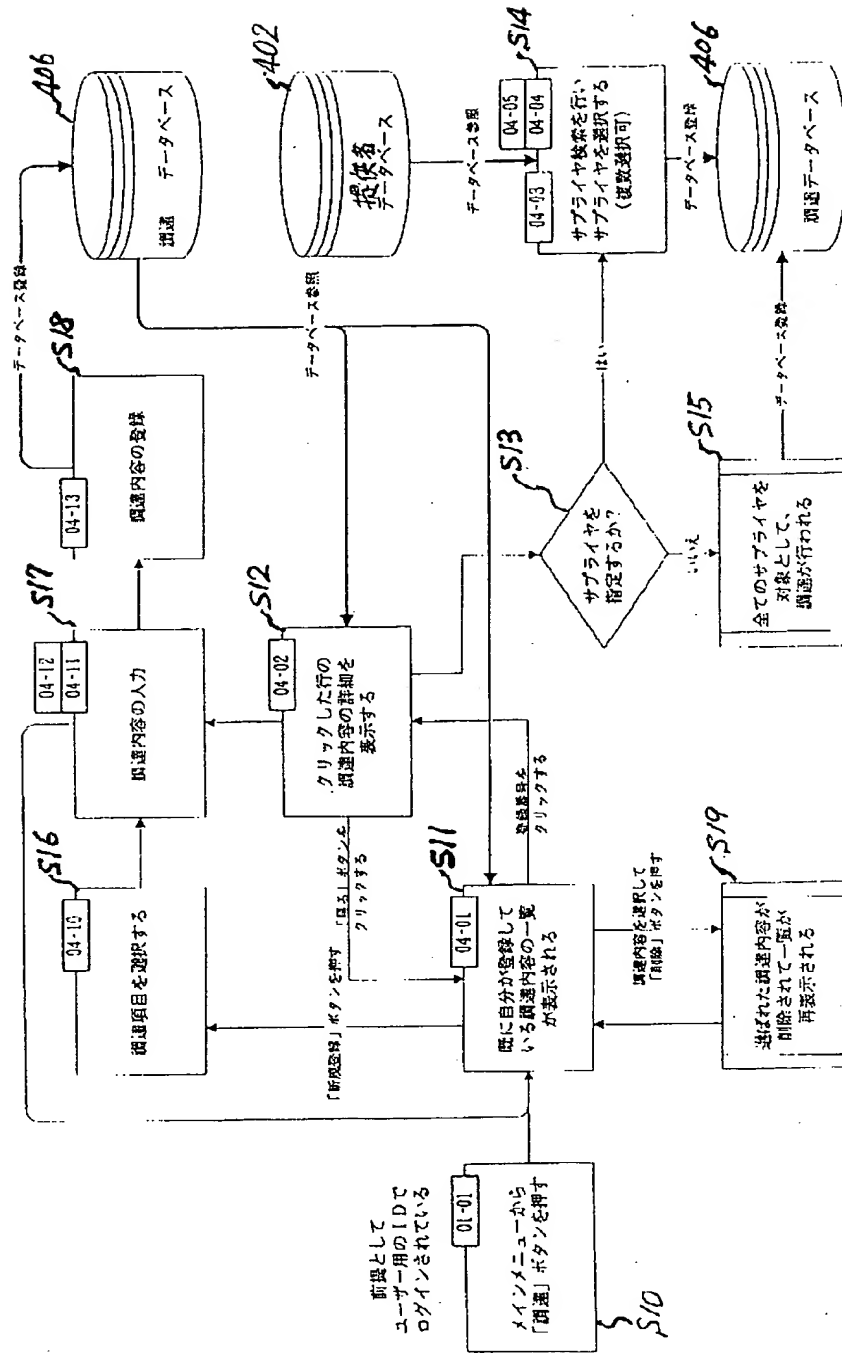 前提として
ユーザー用のIDで
ログインされている
01-01
メインメニューから
「調達」ボタンを押す
S10
「新規登録」ボタンを押す
「戻る」ボタンを
クリックする
04-01
S11
既に自分が登録して
いる調達内容の一覧
が表示される
登録番号を
クリックする
調達内容を選択して
「削除」ボタンを押す
S19
選ばれた調達内容が
削除されて一覧が
再表示される
04-10
S16
調達項目を選択する
04-12
04-11
S17
調達内容の入力
04-02
S12
クリックした行の
調達内容の詳細を
表示する
04-13
S18
調達内容の登録
データベース登録
406
調達 データベース
データベース参照
402
提供者
データベース
データベース参照
S13
サプライヤを
指定するか?
はい
いいえ
04-03
04-05
04-04
S14
サプライヤ検索を行い
サプライヤを選択する
(複数選択可)
データベース登録
S15
全てのサプライヤを
対象として、
調達が行われる
データベース登録
406
調達データベース